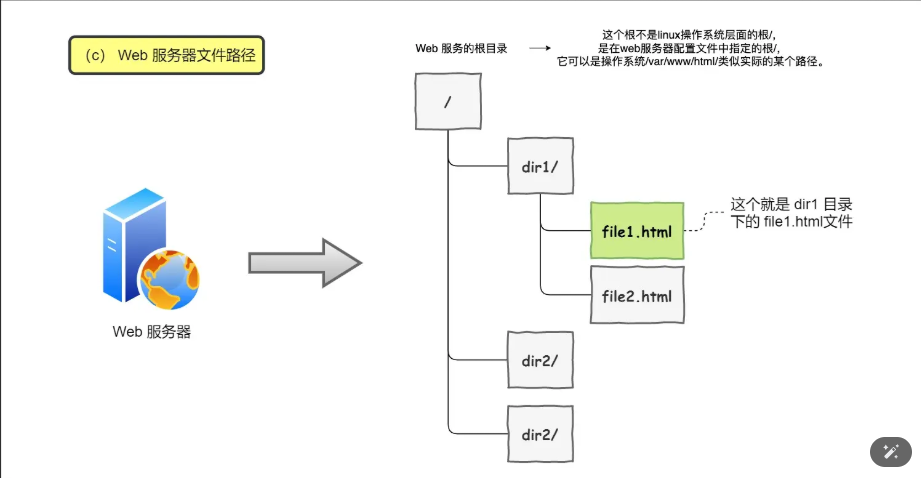 (c) Web 服务器文件路径
Web 服务的根目录
这个根不是linux操作系统层面的根/,
是在web服务器配置文件中指定的根/,
它可以是操作系统/var/www/html/类似实际的某个路径。
/
dir1/
file1.html
这个就是 dir1 目录
下的 file1.html文件
file2.html
Web 服务器
dir2/
dir2/